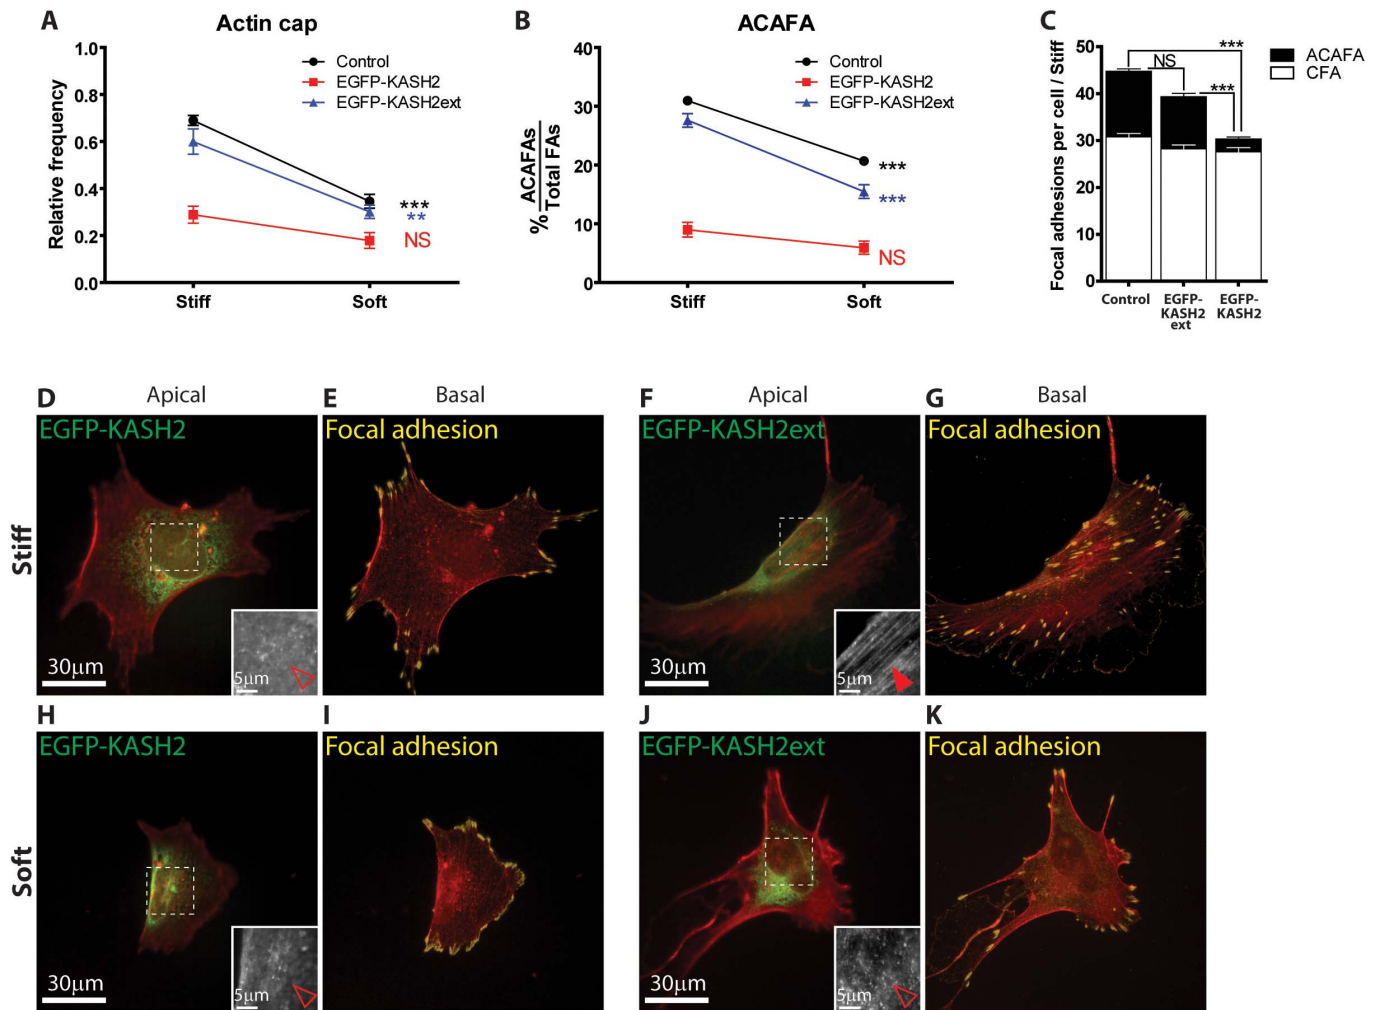 A
Actin cap
Relative frequency
1.0
0.8
0.6
0.4
0.2
0.0
Stiff
Soft
Control
EGFP-KASH2
EGFP-KASH2ext
***
**
NS
B
ACAFA
% ACAFAs
Total FAs
40
30
20
10
0
Stiff
Soft
Control
EGFP-KASH2
EGFP-KASH2ext
***
***
NS
C
Focal adhesions per cell / Stiff
50
40
30
20
10
0
NS
***
***
ACAFA
CFA
Control
EGFP-
KASH2
ext
EGFP-
KASH2
D
Apical
E
Basal
F
Apical
G
Basal
Stiff
EGFP-KASH2
30μm
5μm
Focal adhesion
EGFP-KASH2ext
30μm
5μm
Focal adhesion
H
I
J
K
Soft
EGFP-KASH2
30μm
5μm
Focal adhesion
EGFP-KASH2ext
30μm
5μm
Focal adhesion